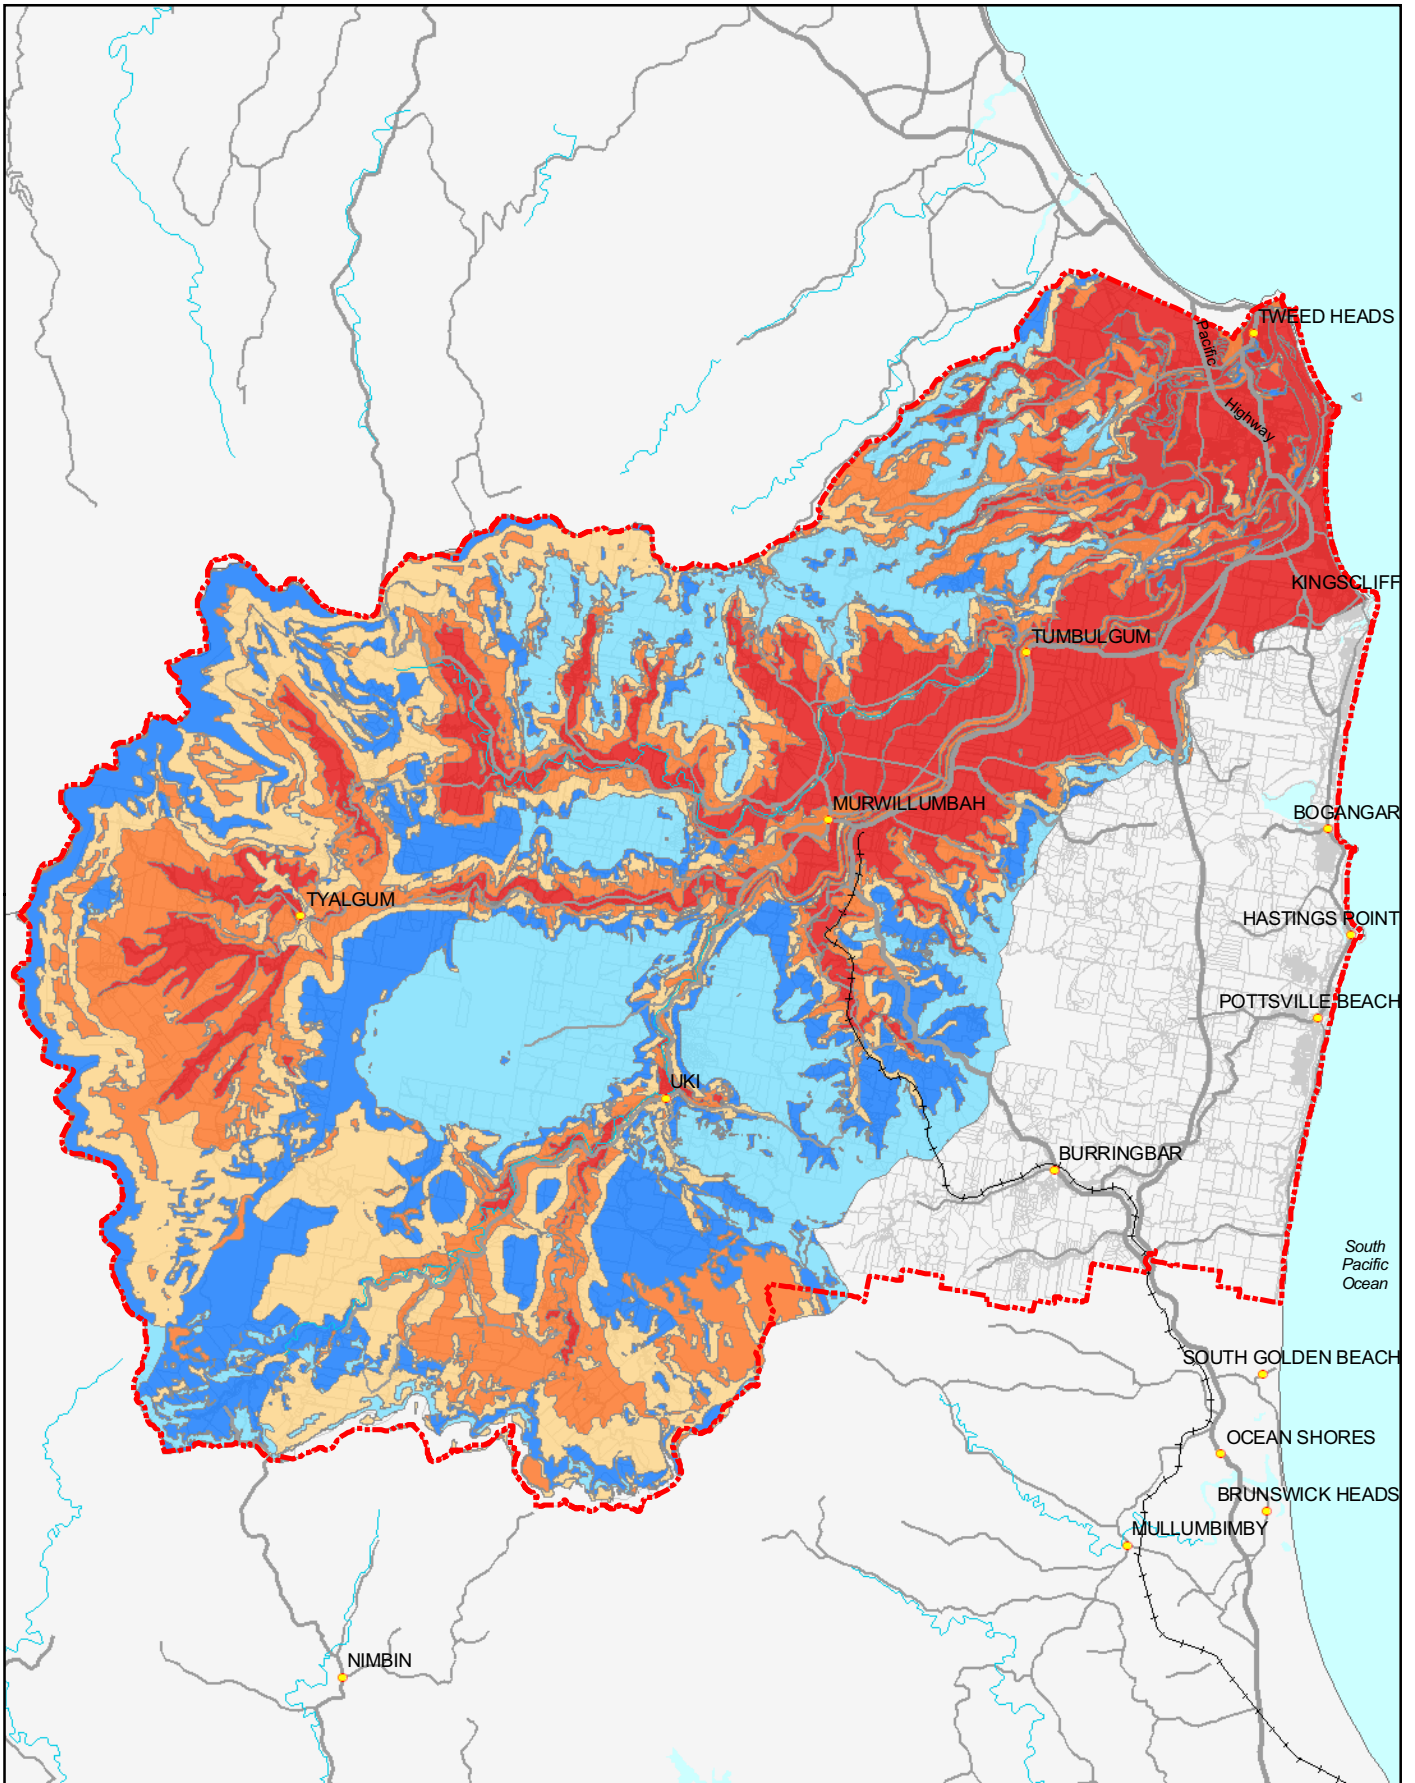 TWEED HEADS
Pacific
Highway
KINGSCLIFF
TUMBULGUM
MURWILLUMBAH
BOGANGAR
TYALGUM
HASTINGS POINT
POTTSVILLE BEACH
UKI
BURRINGBAR
South
Pacific
Ocean
SOUTH GOLDEN BEACH
OCEAN SHORES
BRUNSWICK HEADS
MULLUMBIMBY
NIMBIN